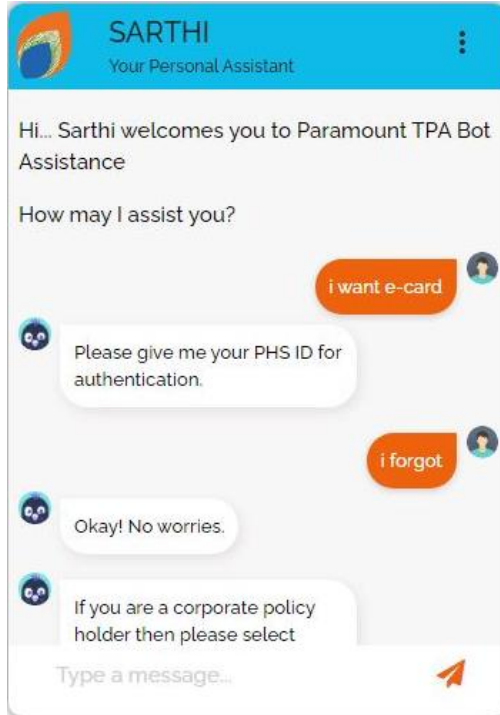 SARTHI
Your Personal Assistant
Hi... Sarthi welcomes you to Paramount TPA Bot
Assistance
How may I assist you?
i want e-card
Please give me your PHS ID for
authentication.
i forgot
Okay! No worries.
If you are a corporate policy
holder then please select
Type a message...